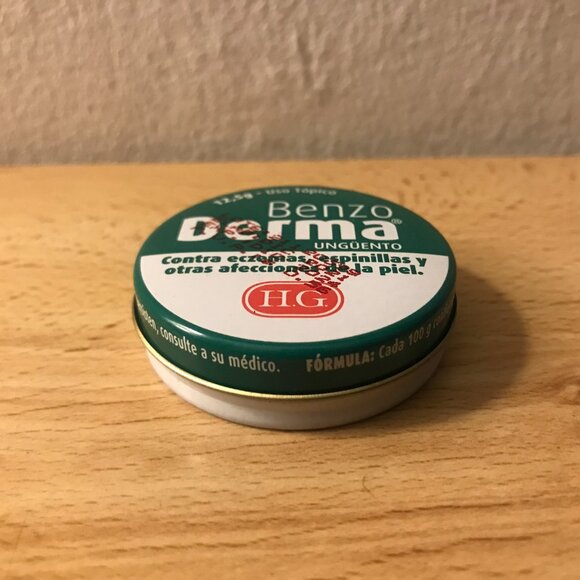 12,5g - Uso Tópico
Benzo
Derma®
UNGÜENTO
Contra eczemas, espinillas y
otras afecciones de la piel.
H.G
consulte a su médico. FÓRMULA: Cada 100 g